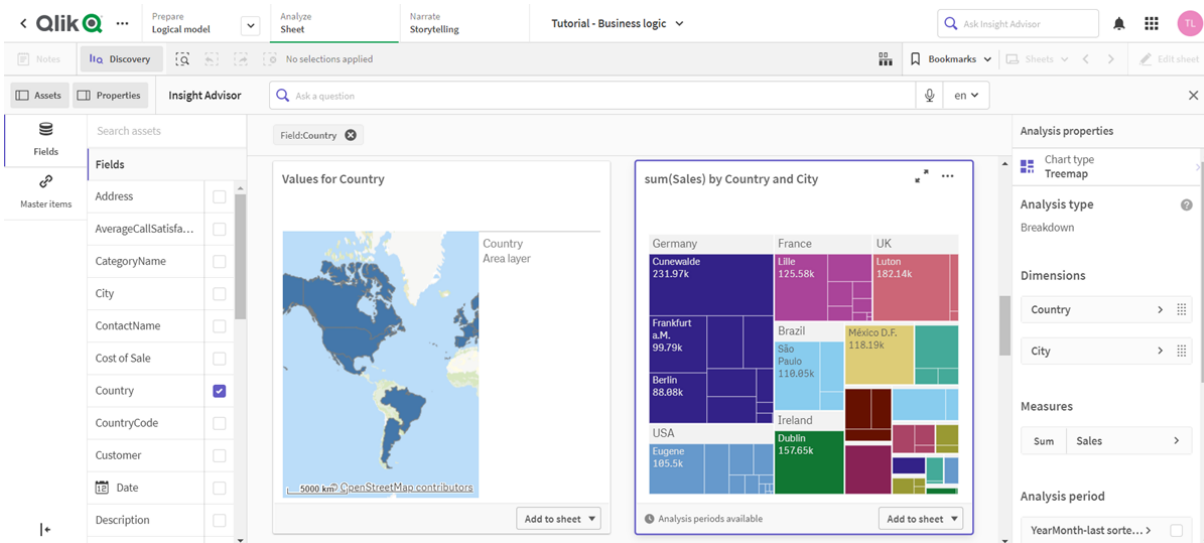 Qlik
Prepare
Logical model
Analyze
Sheet
Narrate
Storytelling
Tutorial - Business logic
Ask Insight Advisor
TL
Notes
Discovery
No selections applied
Bookmarks
Sheets
Edit sheet
Assets
Properties
Insight Advisor
Ask a question
en
Fields
Master items
Search assets
Fields
Address
AverageCallSatisfa...
CategoryName
City
ContactName
Cost of Sale
Country
CountryCode
Customer
Date
Description
Field:Country
Values for Country
Country
Area layer
5000 km
© OpenStreetMap contributors
Add to sheet
sum(Sales) by Country and City
Germany
Cunewalde
231.97k
Frankfurt
a.M.
99.79k
Berlin
88.08k
USA
Eugene
105.5k
France
Lille
125.58k
Brazil
São
Paulo
110.05k
Ireland
Dublin
157.65k
UK
Luton
182.14k
México D.F.
118.19k
Analysis periods available
Add to sheet
Analysis properties
Chart type
Treemap
Analysis type
Breakdown
Dimensions
Country
City
Measures
Sum Sales
Analysis period
YearMonth-last sorte...